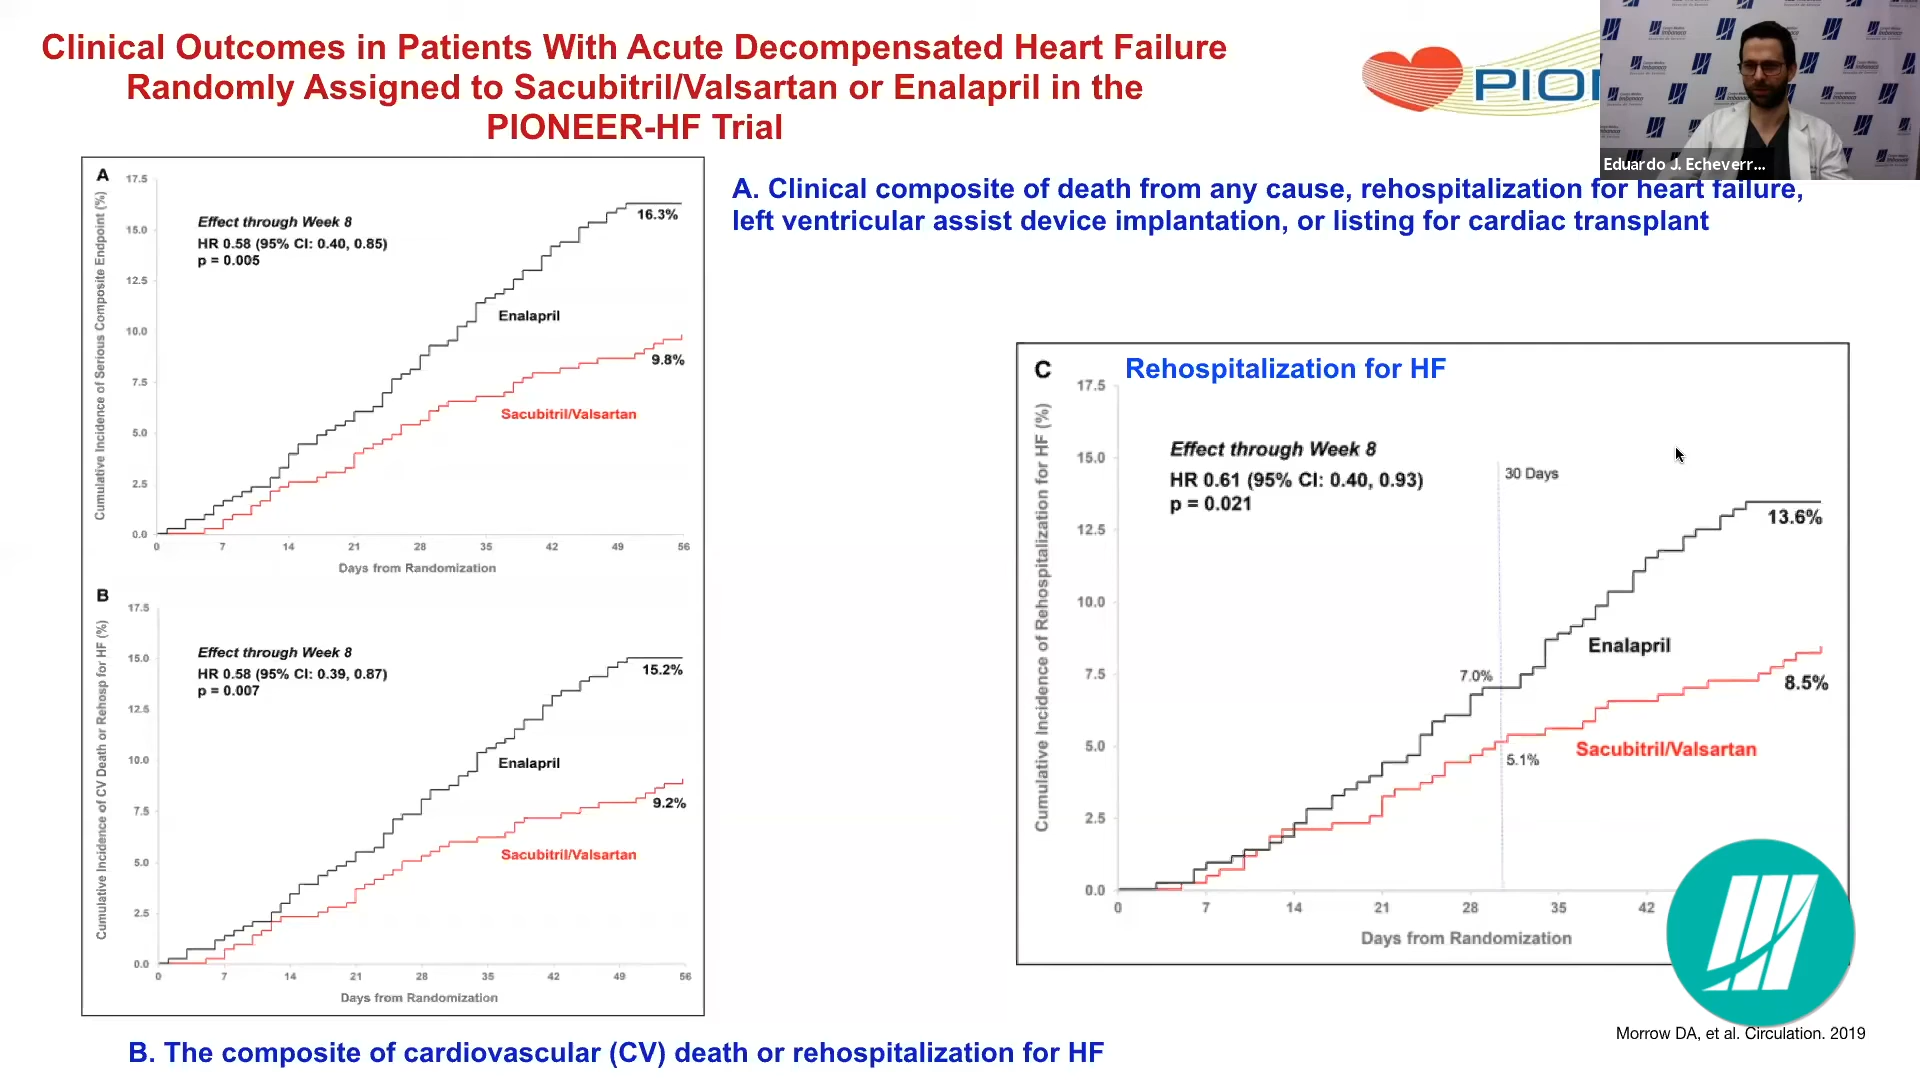 Clinical Outcomes in Patients With Acute Decompensated Heart Failure
Randomly Assigned to Sacubitril/Valsartan or Enalapril in the
PIONEER-HF Trial
PIO
Eduardo J. Echeverr...
A. Clinical composite of death from any cause, rehospitalization for heart failure,
left ventricular assist device implantation, or listing for cardiac transplant
A
Cumulative Incidence of Serious Composite Endpoint (%)
17.5
15.0
12.5
10.0
7.5
5.0
2.5
0.0
Effect through Week 8
HR 0.58 (95% CI: 0.40, 0.85)
p = 0.005
16.3%
Enalapril
9.8%
Sacubitril/Valsartan
0 7 14 21 28 35 42 49 56
Days from Randomization
B
Cumulative Incidence of CV Death or Rehosp for HF (%)
17.5
15.0
12.5
10.0
7.5
5.0
2.5
0.0
Effect through Week 8
HR 0.58 (95% CI: 0.39, 0.87)
p = 0.007
15.2%
Enalapril
9.2%
Sacubitril/Valsartan
0 7 14 21 28 35 42 49 56
Days from Randomization
B. The composite of cardiovascular (CV) death or rehospitalization for HF
C
Rehospitalization for HF
Cumulative Incidence of Rehospitalization for HF (%)
17.5
15.0
12.5
10.0
7.5
5.0
2.5
0.0
Effect through Week 8
HR 0.61 (95% CI: 0.40, 0.93)
p = 0.021
30 Days
13.6%
Enalapril
7.0%
8.5%
Sacubitril/Valsartan
5.1%
0 7 14 21 28 35 42
Days from Randomization
Morrow DA, et al. Circulation. 2019